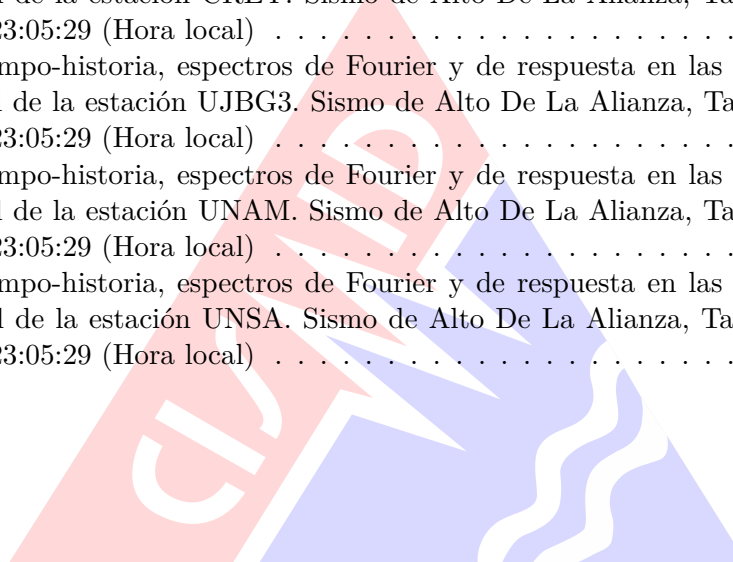 23:05:29 (Hora local) . . . . . . . . . . . . . . . . . . . . .
mpo-historia, espectros de Fourier y de respuesta en las
de la estación UJBG3. Sismo de Alto De La Alianza, Ta
23:05:29 (Hora local) . . . . . . . . . . . . . . . . . . . . .
mpo-historia, espectros de Fourier y de respuesta en las
l de la estación UNAM. Sismo de Alto De La Alianza, Ta
23:05:29 (Hora local) . . . . . . . . . . . . . . . . . . . . .
mpo-historia, espectros de Fourier y de respuesta en las
l de la estación UNSA. Sismo de Alto De La Alianza, Ta
23:05:29 (Hora local) . . . . . . . . . . . . . . . . . . . . .
CISMID